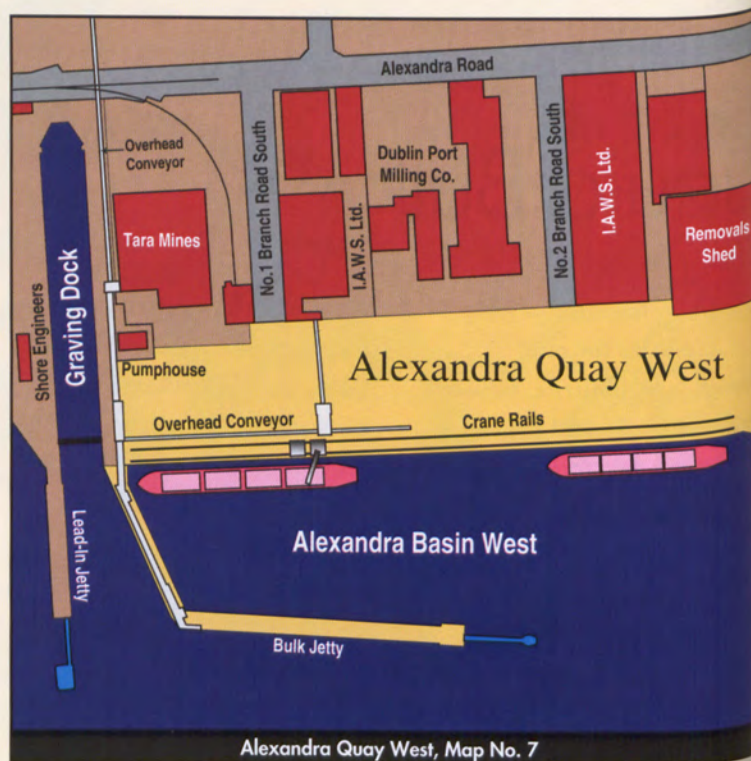 Alexandra Road
Overhead
Conveyor
No.1 Branch Road South
I.A.W.S. Ltd.
Dublin Port
Milling Co.
No.2 Branch Road South
I.A.W.S. Ltd.
Removals
Shed
Tara Mines
Shore Engineers
Graving Dock
Pumphouse
Alexandra Quay West
Overhead Conveyor
Crane Rails
Lead-In Jetty
Alexandra Basin West
Bulk Jetty
Alexandra Quay West, Map No. 7